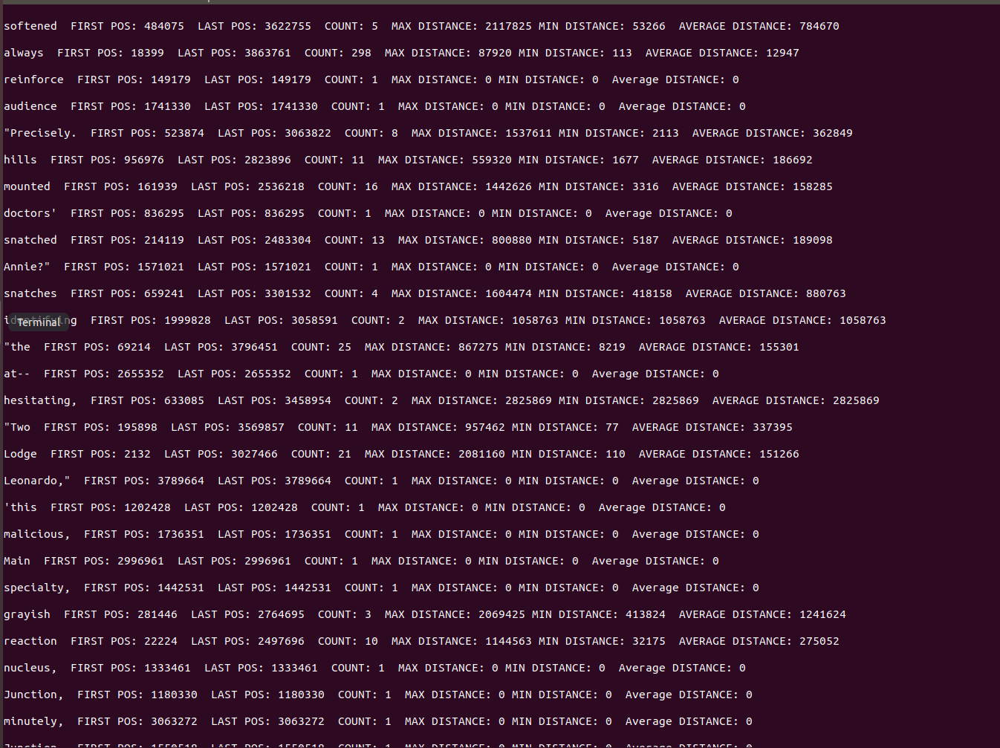 softened  FIRST POS: 484075  LAST POS: 3622755  COUNT: 5  MAX DISTANCE: 2117825 MIN DISTANCE: 53266  AVERAGE DISTANCE: 784670
always  FIRST POS: 18399  LAST POS: 3863761  COUNT: 298  MAX DISTANCE: 87920 MIN DISTANCE: 113  AVERAGE DISTANCE: 12947
reinforce  FIRST POS: 149179  LAST POS: 149179  COUNT: 1  MAX DISTANCE: 0 MIN DISTANCE: 0  Average DISTANCE: 0
audience  FIRST POS: 1741330  LAST POS: 1741330  COUNT: 1  MAX DISTANCE: 0 MIN DISTANCE: 0  Average DISTANCE: 0
"Precisely.  FIRST POS: 523874  LAST POS: 3063822  COUNT: 8  MAX DISTANCE: 1537611 MIN DISTANCE: 2113  AVERAGE DISTANCE: 362849
hills  FIRST POS: 956976  LAST POS: 2823896  COUNT: 11  MAX DISTANCE: 559320 MIN DISTANCE: 1677  AVERAGE DISTANCE: 186692
mounted  FIRST POS: 161939  LAST POS: 2536218  COUNT: 16  MAX DISTANCE: 1442626 MIN DISTANCE: 3316  AVERAGE DISTANCE: 158285
doctors'  FIRST POS: 836295  LAST POS: 836295  COUNT: 1  MAX DISTANCE: 0 MIN DISTANCE: 0  Average DISTANCE: 0
snatched  FIRST POS: 214119  LAST POS: 2483304  COUNT: 13  MAX DISTANCE: 800880 MIN DISTANCE: 5187  AVERAGE DISTANCE: 189098
Annie?"  FIRST POS: 1571021  LAST POS: 1571021  COUNT: 1  MAX DISTANCE: 0 MIN DISTANCE: 0  Average DISTANCE: 0
snatches  FIRST POS: 659241  LAST POS: 3301532  COUNT: 4  MAX DISTANCE: 1604474 MIN DISTANCE: 418158  AVERAGE DISTANCE: 880763
identifying  FIRST POS: 1999828  LAST POS: 3058591  COUNT: 2  MAX DISTANCE: 1058763 MIN DISTANCE: 1058763  AVERAGE DISTANCE: 1058763
Terminal
"the  FIRST POS: 69214  LAST POS: 3796451  COUNT: 25  MAX DISTANCE: 867275 MIN DISTANCE: 8219  AVERAGE DISTANCE: 155301
at--  FIRST POS: 2655352  LAST POS: 2655352  COUNT: 1  MAX DISTANCE: 0 MIN DISTANCE: 0  Average DISTANCE: 0
hesitating,  FIRST POS: 633085  LAST POS: 3458954  COUNT: 2  MAX DISTANCE: 2825869 MIN DISTANCE: 2825869  AVERAGE DISTANCE: 2825869
"Two  FIRST POS: 195898  LAST POS: 3569857  COUNT: 11  MAX DISTANCE: 957462 MIN DISTANCE: 77  AVERAGE DISTANCE: 337395
Lodge  FIRST POS: 2132  LAST POS: 3027466  COUNT: 21  MAX DISTANCE: 2081160 MIN DISTANCE: 110  AVERAGE DISTANCE: 151266
Leonardo,"  FIRST POS: 3789664  LAST POS: 3789664  COUNT: 1  MAX DISTANCE: 0 MIN DISTANCE: 0  Average DISTANCE: 0
'this  FIRST POS: 1202428  LAST POS: 1202428  COUNT: 1  MAX DISTANCE: 0 MIN DISTANCE: 0  Average DISTANCE: 0
malicious,  FIRST POS: 1736351  LAST POS: 1736351  COUNT: 1  MAX DISTANCE: 0 MIN DISTANCE: 0  Average DISTANCE: 0
Main  FIRST POS: 2996961  LAST POS: 2996961  COUNT: 1  MAX DISTANCE: 0 MIN DISTANCE: 0  Average DISTANCE: 0
specialty,  FIRST POS: 1442531  LAST POS: 1442531  COUNT: 1  MAX DISTANCE: 0 MIN DISTANCE: 0  Average DISTANCE: 0
grayish  FIRST POS: 281446  LAST POS: 2764695  COUNT: 3  MAX DISTANCE: 2069425 MIN DISTANCE: 413824  AVERAGE DISTANCE: 1241624
reaction  FIRST POS: 22224  LAST POS: 2497696  COUNT: 10  MAX DISTANCE: 1144563 MIN DISTANCE: 32175  AVERAGE DISTANCE: 275052
nucleus,  FIRST POS: 1333461  LAST POS: 1333461  COUNT: 1  MAX DISTANCE: 0 MIN DISTANCE: 0  Average DISTANCE: 0
Junction,  FIRST POS: 1180330  LAST POS: 1180330  COUNT: 1  MAX DISTANCE: 0 MIN DISTANCE: 0  Average DISTANCE: 0
minutely,  FIRST POS: 3063272  LAST POS: 3063272  COUNT: 1  MAX DISTANCE: 0 MIN DISTANCE: 0  Average DISTANCE: 0
FIRST POS: LAST POS: COUNT: 1  MAX DISTANCE: 0 MIN DISTANCE: 0  Average DISTANCE: 0